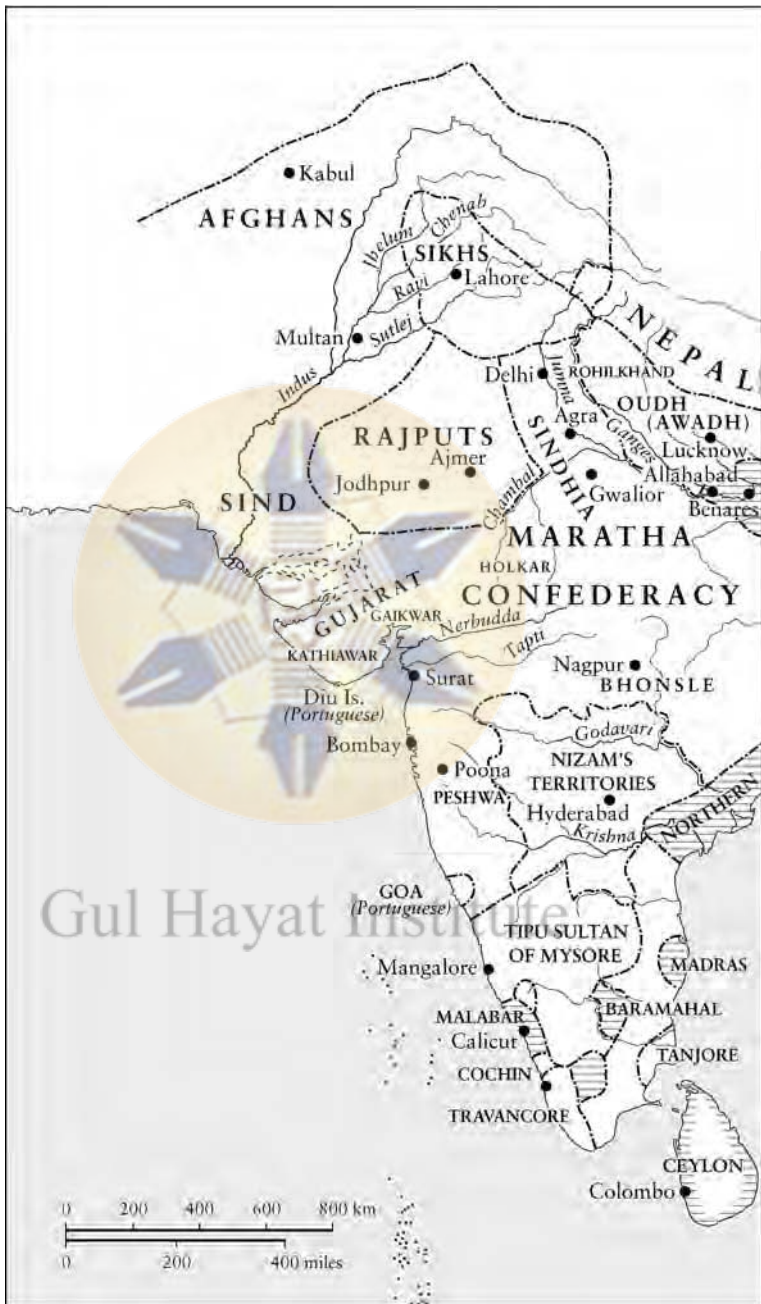 Kabul
AFGHANS
Jhelum
Chenab
SIKHS
Ravi
Lahore
Multan
Sutlej
Indus
NEPAL
Delhi
Jumna
ROHILKHAND
OUDH
(AWADH)
Agra
Ganges
Lucknow
RAJPUTS
Ajmer
SINDHIA
Allahabad
Jodhpur
Gwalior
Benares
SIND
Chambal
MARATHA
HOLKAR
CONFEDERACY
GUJARAT
GAIKWAR
Nerbudda
KATHIAWAR
Tapti
Nagpur
Surat
BHONSLE
Diu Is.
(Portuguese)
Godavari
Bombay
NIZAM'S
TERRITORIES
Poona
PESHWA
Hyderabad
NORTHERN
Krishna
GOA
(Portuguese)
Gul Hayat Institute
TIPU SULTAN
OF MYSORE
Mangalore
MADRAS
MALABAR
BARAMAHAL
Calicut
TANJORE
COCHIN
TRAVANCORE
CEYLON
Colombo
0 200 400 600 800 km
0 200 400 miles